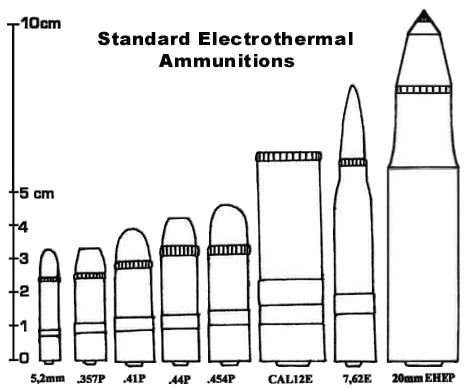 10cm
Standard Electrothermal
Ammunitions
5 cm
4
3
2
1
0
5,2mm .357P .41P .44P .454P CAL12E 7,62E 20mm EHEP